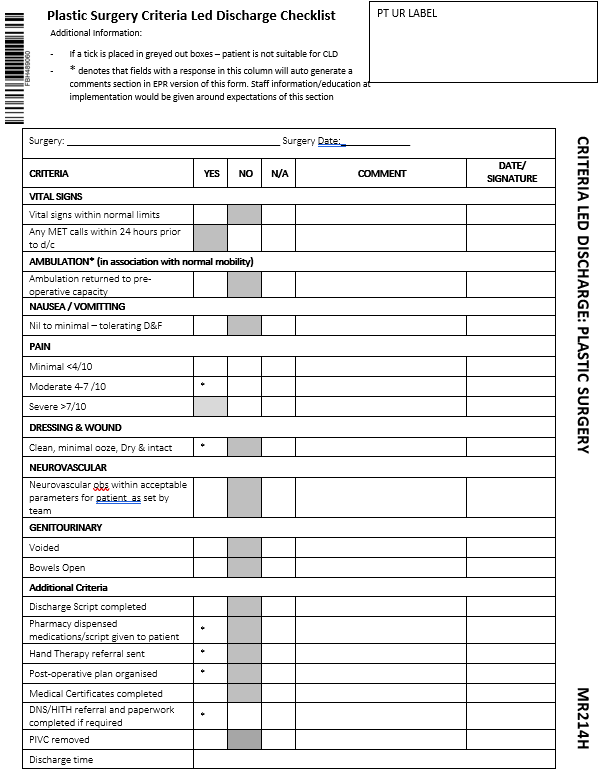 Plastic Surgery Criteria Led Discharge Checklist
PT UR LABEL
Additional Information:
- If a tick is placed in greyed out boxes – patient is not suitable for CLD
- * denotes that fields with a response in this column will auto generate a
comments section in EPR version of this form. Staff information/education at
implementation would be given around expectations of this section
Surgery: Surgery Date:
CRITERIA YES NO N/A COMMENT DATE/
SIGNATURE
VITAL SIGNS
Vital signs within normal limits
Any MET calls within 24 hours prior
to d/c
AMBULATION* (in association with normal mobility)
Ambulation returned to pre-
operative capacity
NAUSEA / VOMITTING
Nil to minimal – tolerating D&F
PAIN
Minimal <4/10
Moderate 4-7 /10 *
Severe >7/10
DRESSING & WOUND
Clean, minimal ooze, Dry & intact *
NEUROVASCULAR
Neurovascular obs within acceptable
parameters for patient as set by
team
GENITOURINARY
Voided
Bowels Open
Additional Criteria
Discharge Script completed
Pharmacy dispensed
medications/script given to patient *
Hand Therapy referral sent *
Post-operative plan organised *
Medical Certificates completed
DNS/HITH referral and paperwork
completed if required *
PIVC removed
Discharge time
CRITERIA LED DISCHARGE: PLASTIC SURGERY
MR214H